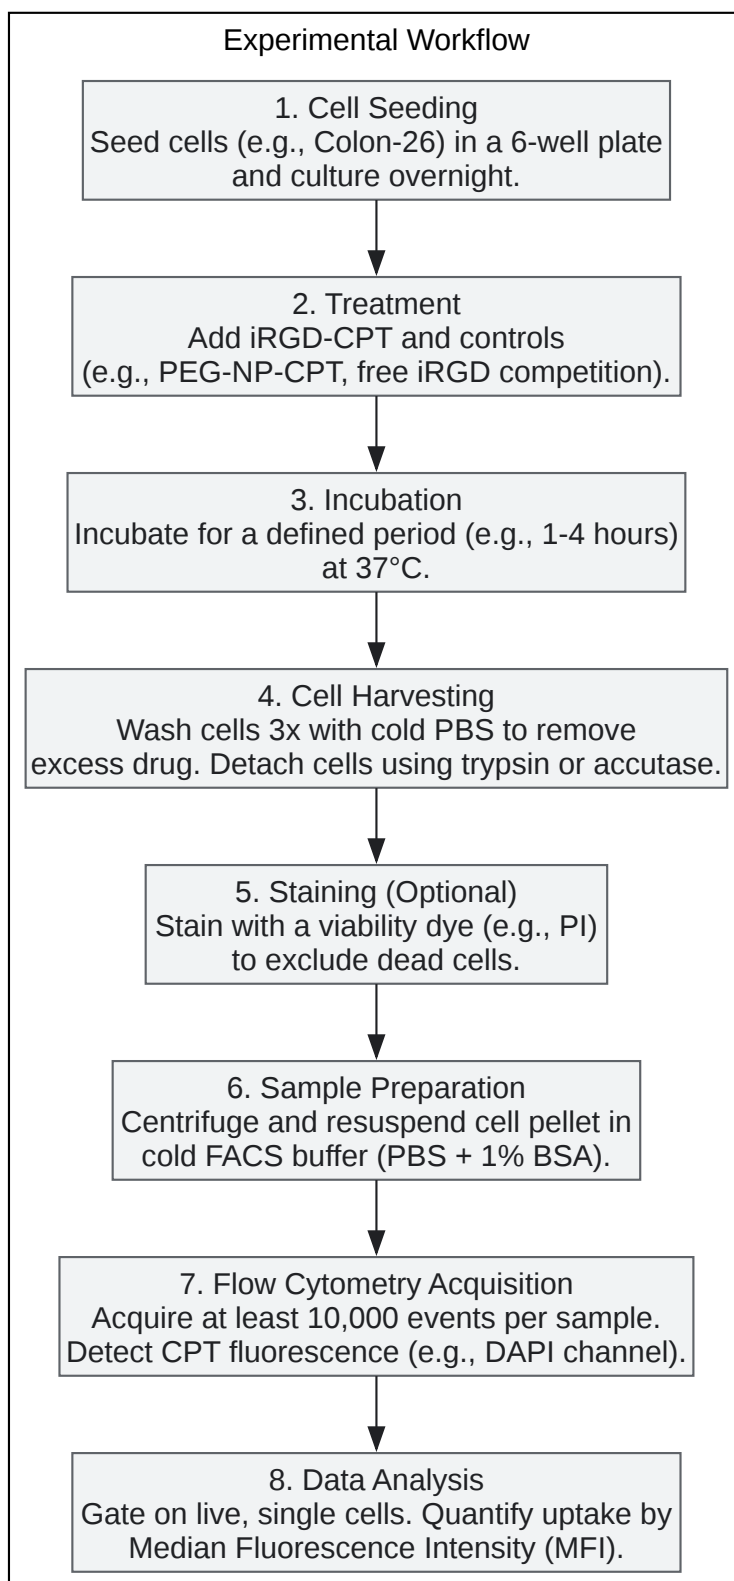 Experimental Workflow
1. Cell Seeding
Seed cells (e.g., Colon-26) in a 6-well plate
and culture overnight.
2. Treatment
Add iRGD-CPT and controls
(e.g., PEG-NP-CPT, free iRGD competition).
3. Incubation
Incubate for a defined period (e.g., 1-4 hours)
at 37°C.
4. Cell Harvesting
Wash cells 3x with cold PBS to remove
excess drug. Detach cells using trypsin or accutase.
5. Staining (Optional)
Stain with a viability dye (e.g., PI)
to exclude dead cells.
6. Sample Preparation
Centrifuge and resuspend cell pellet in
cold FACS buffer (PBS + 1% BSA).
7. Flow Cytometry Acquisition
Acquire at least 10,000 events per sample.
Detect CPT fluorescence (e.g., DAPI channel).
8. Data Analysis
Gate on live, single cells. Quantify uptake by
Median Fluorescence Intensity (MFI).